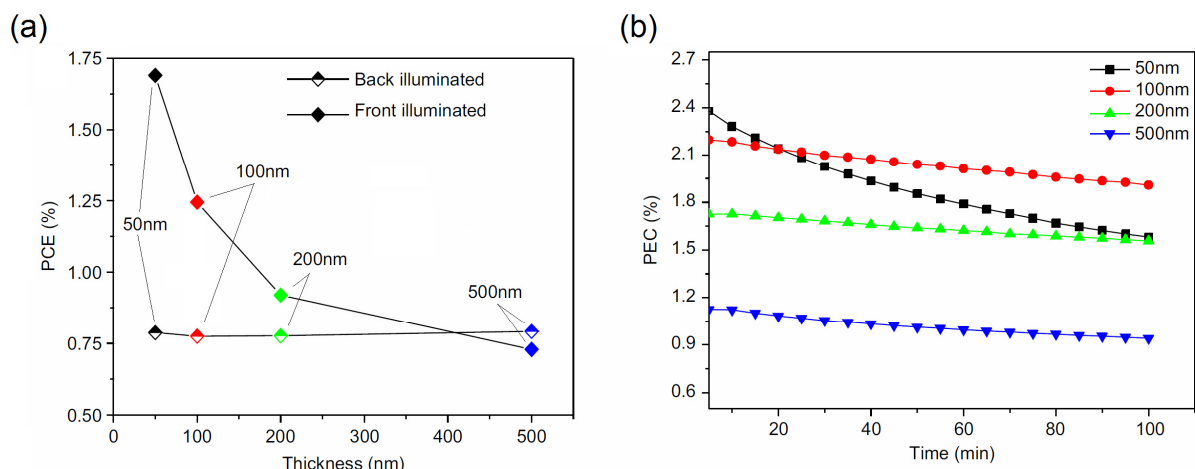 (a)
1.75
1.50
1.25
1.00
0.75
0.50
PCE (%)
Back illuminated
Front illuminated
50nm
100nm
200nm
500nm
0
100
200
300
400
500
Thickness (nm)
(b)
2.7
2.4
2.1
1.8
1.5
1.2
0.9
0.6
PEC (%)
50nm
100nm
200nm
500nm
20
40
60
80
100
Time (min)